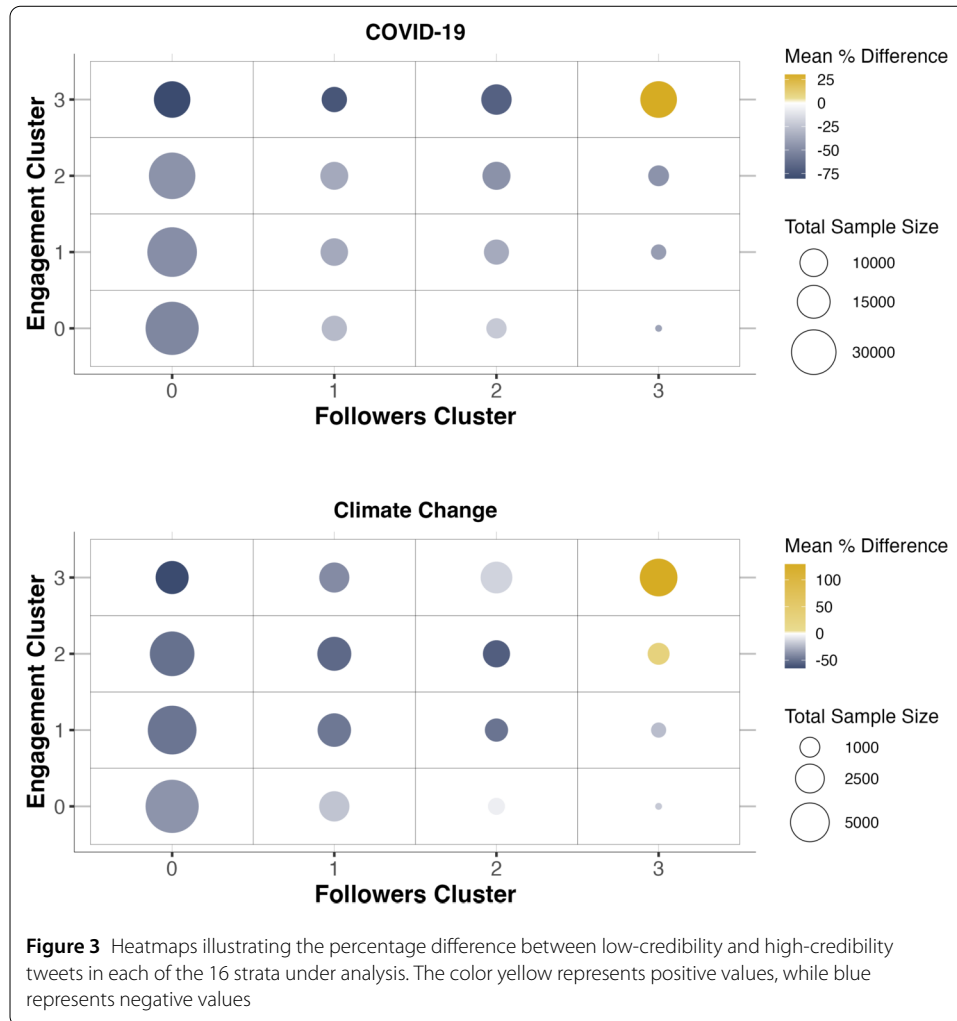 COVID-19
Engagement Cluster
3
2
1
0
0 1 2 3
Followers Cluster
Mean % Difference
25
0
-25
-50
-75
Total Sample Size
10000
15000
30000
Climate Change
Engagement Cluster
3
2
1
0
0 1 2 3
Followers Cluster
Mean % Difference
100
50
0
-50
Total Sample Size
1000
2500
5000
Figure 3 Heatmaps illustrating the percentage difference between low-credibility and high-credibility
tweets in each of the 16 strata under analysis. The color yellow represents positive values, while blue
represents negative values